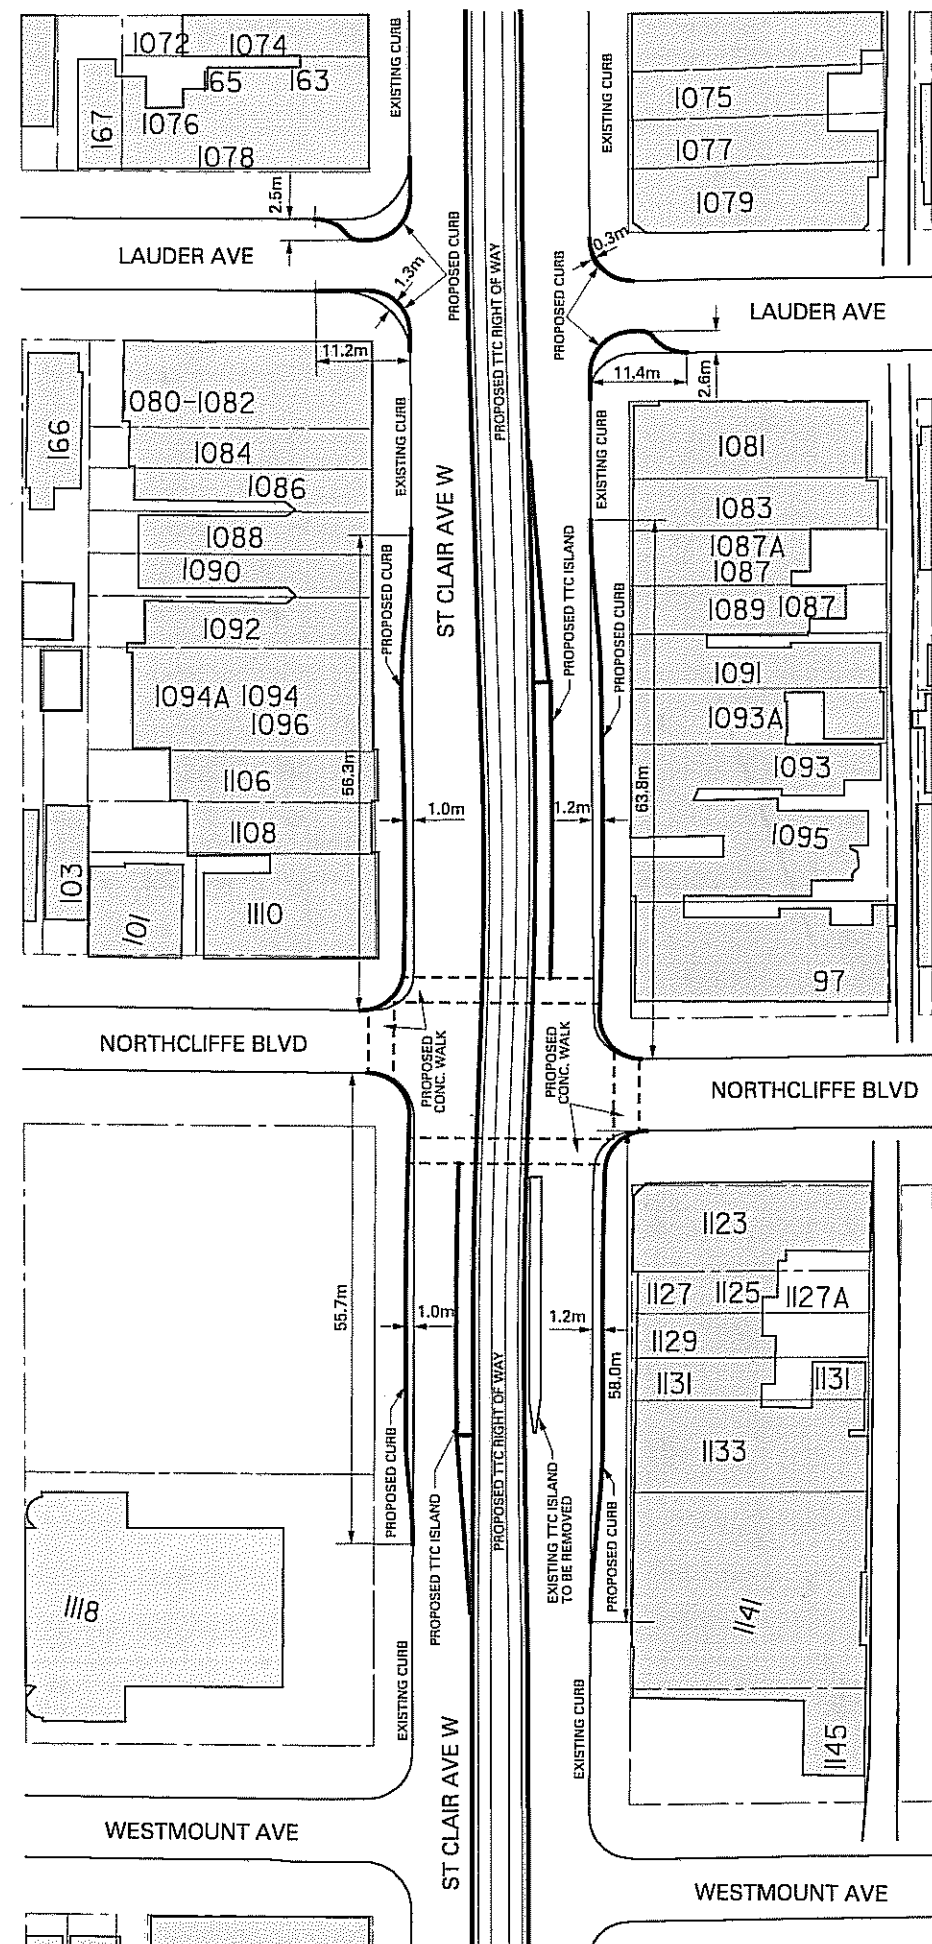 1072
1074
EXISTING CURB
EXISTING CURB
165
163
1075
167
1076
1078
1077
1079
2.5m
0.3m
LAUDER AVE
1.3m
PROPOSED CURB
PROPOSED TTC RIGHT OF WAY
PROPOSED CURB
LAUDER AVE
11.2m
11.4m
2.6m
1080-1082
166
1084
1086
EXISTING CURB
ST CLAIR AVE W
EXISTING CURB
1081
1083
1088
1090
1092
PROPOSED CURB
PROPOSED TTC ISLAND
PROPOSED CURB
1087A
1087
1089
1087
1091
1094A
1094
1096
1093A
1106
56.3m
1.0m
1.2m
63.8m
1093
1108
1095
103
101
1110
97
NORTHCLIFFE BLVD
PROPOSED
CONC. WALK
PROPOSED
CONC. WALK
NORTHCLIFFE BLVD
1123
55.7m
1.0m
1.2m
58.0m
1127
1125
1127A
1129
1131
1131
1133
PROPOSED CURB
PROPOSED TTC ISLAND
PROPOSED TTC RIGHT OF WAY
EXISTING TTC ISLAND
TO BE REMOVED
PROPOSED CURB
1118
1141
EXISTING CURB
ST CLAIR AVE W
EXISTING CURB
1145
WESTMOUNT AVE
WESTMOUNT AVE